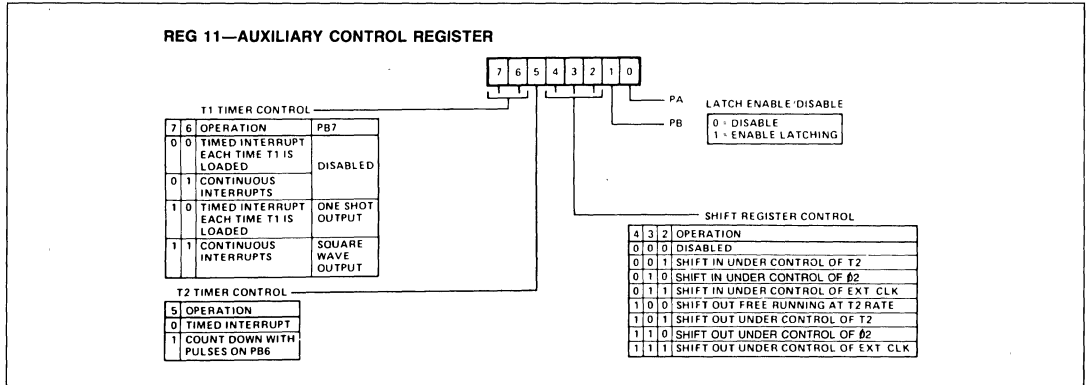 REG 11—AUXILIARY CONTROL REGISTER
7 6 5 4 3 2 1 0
T1 TIMER CONTROL
7 6 OPERATION PB7
0 0 TIMED INTERRUPT
EACH TIME T1 IS
LOADED
DISABLED
0 1 CONTINUOUS
INTERRUPTS
1 0 TIMED INTERRUPT ONE SHOT
EACH TIME T1 IS OUTPUT
LOADED
1 1 CONTINUOUS SQUARE
INTERRUPTS WAVE
OUTPUT
T2 TIMER CONTROL
5 OPERATION
0 TIMED INTERRUPT
1 COUNT DOWN WITH
PULSES ON PB6
PA
PB
LATCH ENABLE/DISABLE
0 = DISABLE
1 = ENABLE LATCHING
SHIFT REGISTER CONTROL
4 3 2 OPERATION
0 0 0 DISABLED
0 0 1 SHIFT IN UNDER CONTROL OF T2
0 1 0 SHIFT IN UNDER CONTROL OF Ø2
0 1 1 SHIFT IN UNDER CONTROL OF EXT CLK
1 0 0 SHIFT OUT FREE RUNNING AT T2 RATE
1 0 1 SHIFT OUT UNDER CONTROL OF T2
1 1 0 SHIFT OUT UNDER CONTROL OF Ø2
1 1 1 SHIFT OUT UNDER CONTROL OF EXT CLK